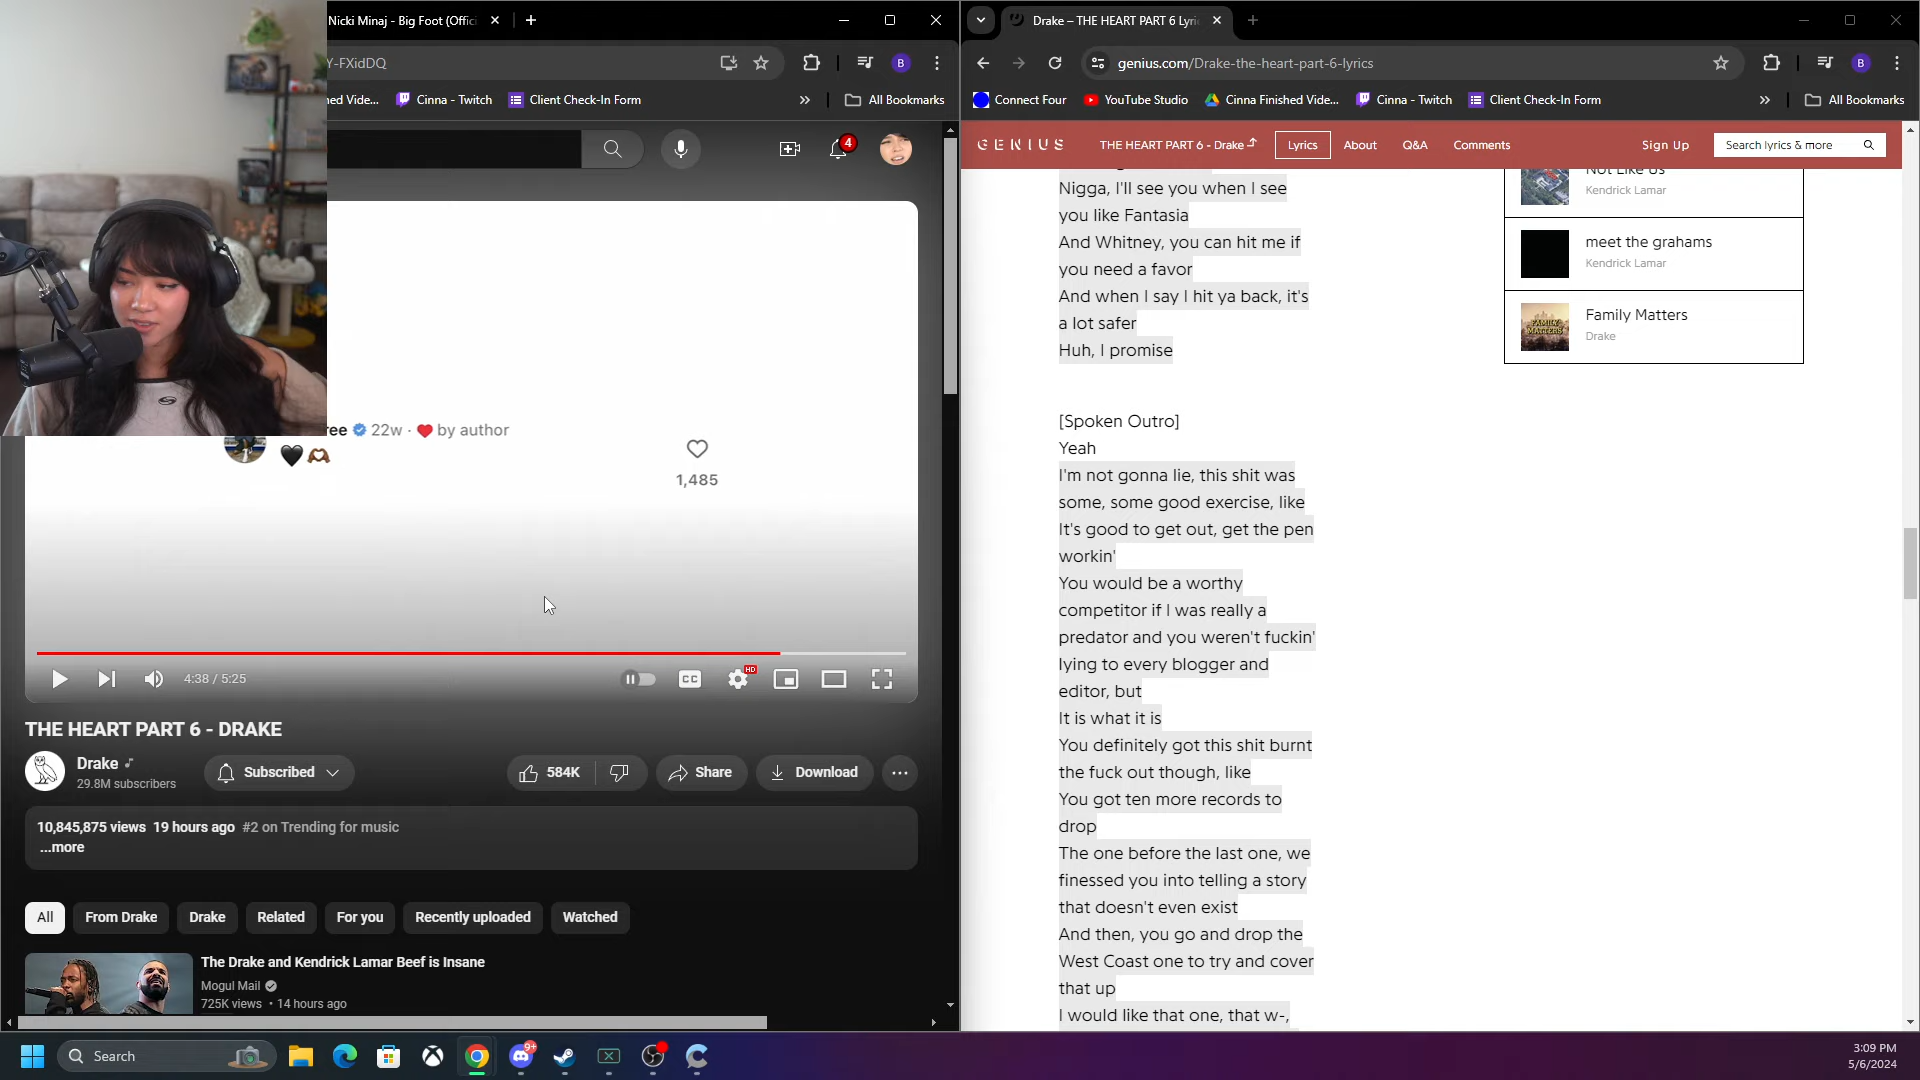 Nicki Minaj - Big Foot (Offici
Y-FXidDQ
ned Vide...
Cinna - Twitch
Client Check-In Form
»
All Bookmarks
B
4
ree 22w · ❤️ by author
🖤🫶🏾
1,485
4:38 / 5:25
CC
HD
THE HEART PART 6 - DRAKE
Drake
29.8M subscribers
Subscribed
584K
Share
Download
10,845,875 views 19 hours ago #2 on Trending for music
...more
All
From Drake
Drake
Related
For you
Recently uploaded
Watched
The Drake and Kendrick Lamar Beef is Insane
Mogul Mail
725K views • 14 hours ago
Drake – THE HEART PART 6 Lyri
genius.com/Drake-the-heart-part-6-lyrics
B
Connect Four
YouTube Studio
Cinna Finished Vide...
Cinna - Twitch
Client Check-In Form
»
All Bookmarks
GENIUS
THE HEART PART 6 - Drake
Lyrics
About
Q&A
Comments
Sign Up
Search lyrics & more
Nigga, I'll see you when I see
you like Fantasia
And Whitney, you can hit me if
you need a favor
And when I say I hit ya back, it's
a lot safer
Huh, I promise
[Spoken Outro]
Yeah
I'm not gonna lie, this shit was
some, some good exercise, like
It's good to get out, get the pen
workin'
You would be a worthy
competitor if I was really a
predator and you weren't fuckin'
lying to every blogger and
editor, but
It is what it is
You definitely got this shit burnt
the fuck out though, like
You got ten more records to
drop
The one before the last one, we
finessed you into telling a story
that doesn't even exist
And then, you go and drop the
West Coast one to try and cover
that up
I would like that one, that w-,
Not Like Us
Kendrick Lamar
meet the grahams
Kendrick Lamar
FAMILY MATTERS
Family Matters
Drake
Search
9+
3:09 PM
5/6/2024